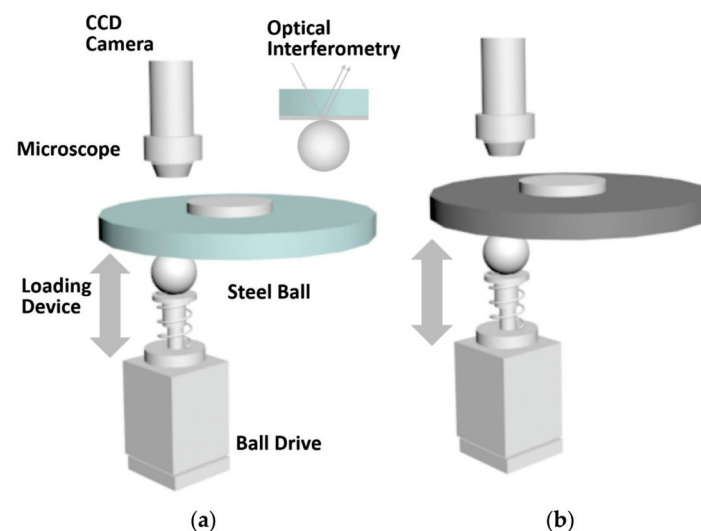 CCD
Camera
Optical
Interferometry
Microscope
Loading
Device
Steel Ball
Ball Drive
(a)
(b)